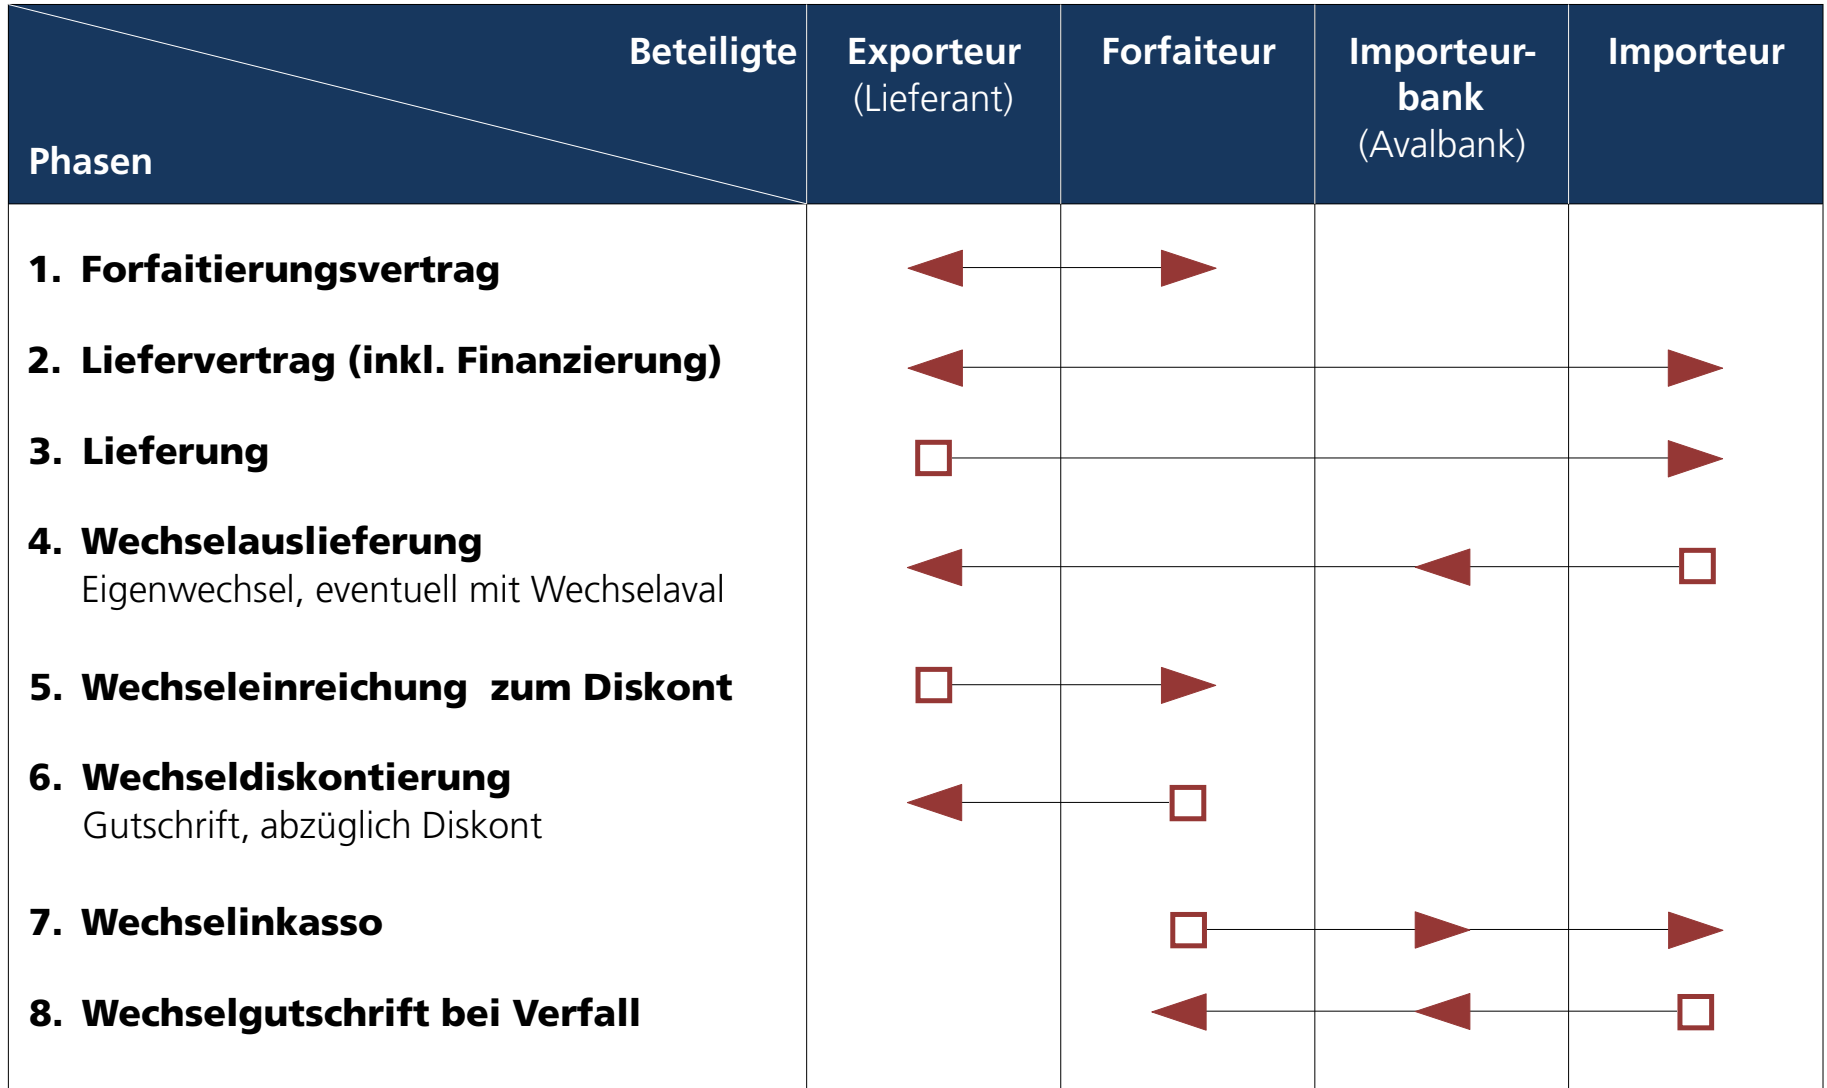 Beteiligte
Phasen
Exporteur
(Lieferant)
Forfaiteur
Importeur-
bank
(Avalbank)
Importeur
1. Forfaitierungsvertrag
2. Liefervertrag (inkl. Finanzierung)
3. Lieferung
4. Wechselauslieferung
Eigenwechsel, eventuell mit Wechselaval
5. Wechseleinreichung zum Diskont
6. Wechseldiskontierung
Gutschrift, abzüglich Diskont
7. Wechselinkasso
8. Wechselgutschrift bei Verfall